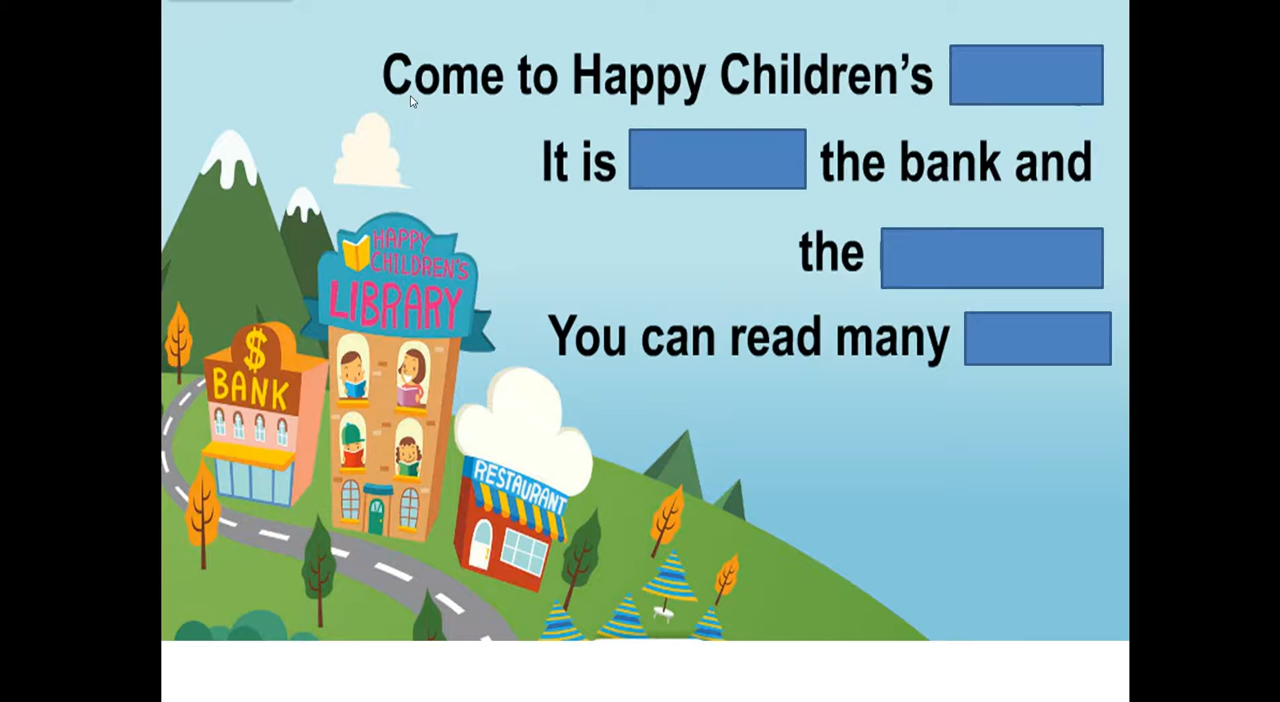 Come to Happy Children's
It is the bank and
the
You can read many
HAPPY
CHILDREN'S
LIBRARY
$
BANK
RESTAURANT